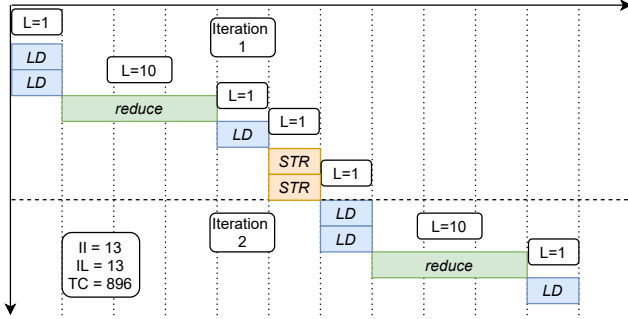 L=1
Iteration
1
LD
LD
L=10
reduce
L=1
LD
L=1
STR
STR
L=1
Iteration
2
LD
LD
L=10
reduce
L=1
LD
II = 13
IL = 13
TC = 896